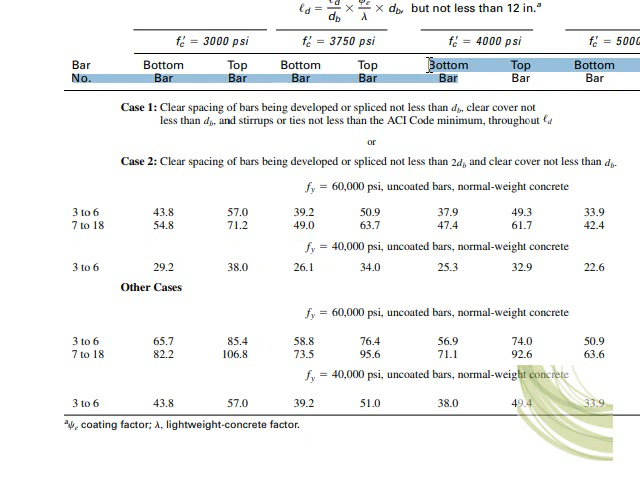 ℓd = ℓd/db × ψe/λ × db, but not less than 12 in.ᵃ
f′c = 3000 psi f′c = 3750 psi f′c = 4000 psi f′c = 5000
Bar Bottom Top Bottom Top Bottom Top Bottom
No. Bar Bar Bar Bar Bar Bar Bar
Case 1: Clear spacing of bars being developed or spliced not less than db, clear cover not
less than db, and stirrups or ties not less than the ACI Code minimum, throughout ℓd
or
Case 2: Clear spacing of bars being developed or spliced not less than 2db and clear cover not less than db.
fy = 60,000 psi, uncoated bars, normal-weight concrete
3 to 6 43.8 57.0 39.2 50.9 37.9 49.3 33.9
7 to 18 54.8 71.2 49.0 63.7 47.4 61.7 42.4
fy = 40,000 psi, uncoated bars, normal-weight concrete
3 to 6 29.2 38.0 26.1 34.0 25.3 32.9 22.6
Other Cases
fy = 60,000 psi, uncoated bars, normal-weight concrete
3 to 6 65.7 85.4 58.8 76.4 56.9 74.0 50.9
7 to 18 82.2 106.8 73.5 95.6 71.1 92.6 63.6
fy = 40,000 psi, uncoated bars, normal-weight concrete
3 to 6 43.8 57.0 39.2 51.0 38.0 49.4 33.9
ᵃψe coating factor; λ, lightweight-concrete factor.